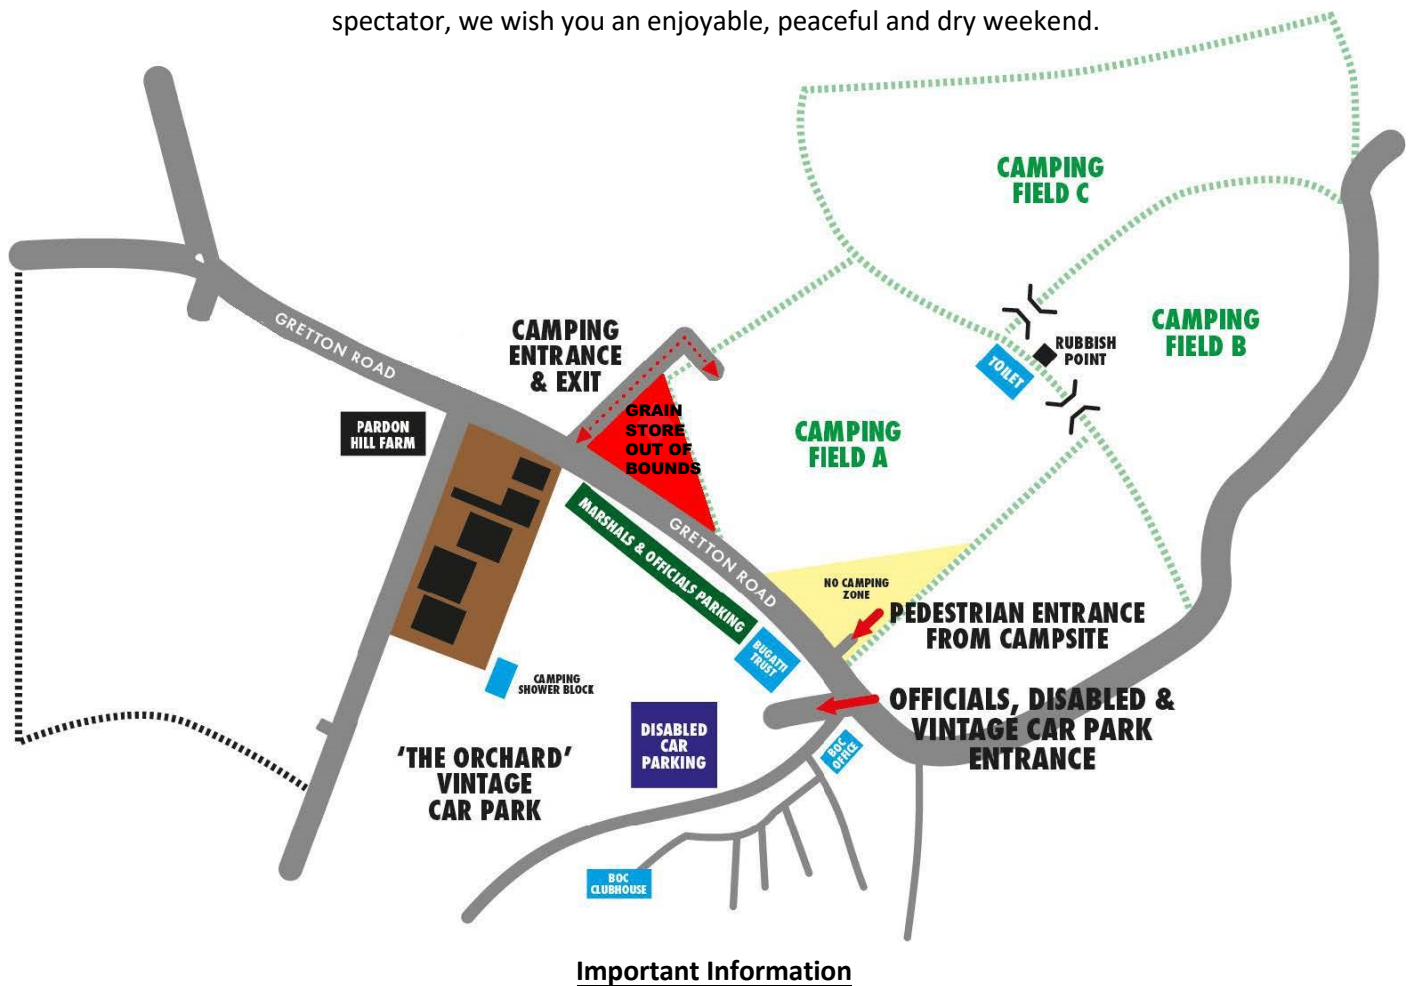 spectator, we wish you an enjoyable, peaceful and dry weekend.
CAMPING
FIELD C
GRETTON ROAD
CAMPING
ENTRANCE
& EXIT
CAMPING
FIELD B
RUBBISH
POINT
TOILET
PARDON
HILL FARM
GRAIN
STORE
OUT OF
BOUNDS
CAMPING
FIELD A
MARSHALS & OFFICIALS PARKING
GRETTON ROAD
NO CAMPING
ZONE
PEDESTRIAN ENTRANCE
FROM CAMPSITE
BUGATTI
TRUST
CAMPING
SHOWER BLOCK
OFFICIALS, DISABLED &
VINTAGE CAR PARK
ENTRANCE
DISABLED
CAR
PARKING
BOC
OFFICE
'THE ORCHARD'
VINTAGE
CAR PARK
BOC
CLUBHOUSE
Important Information